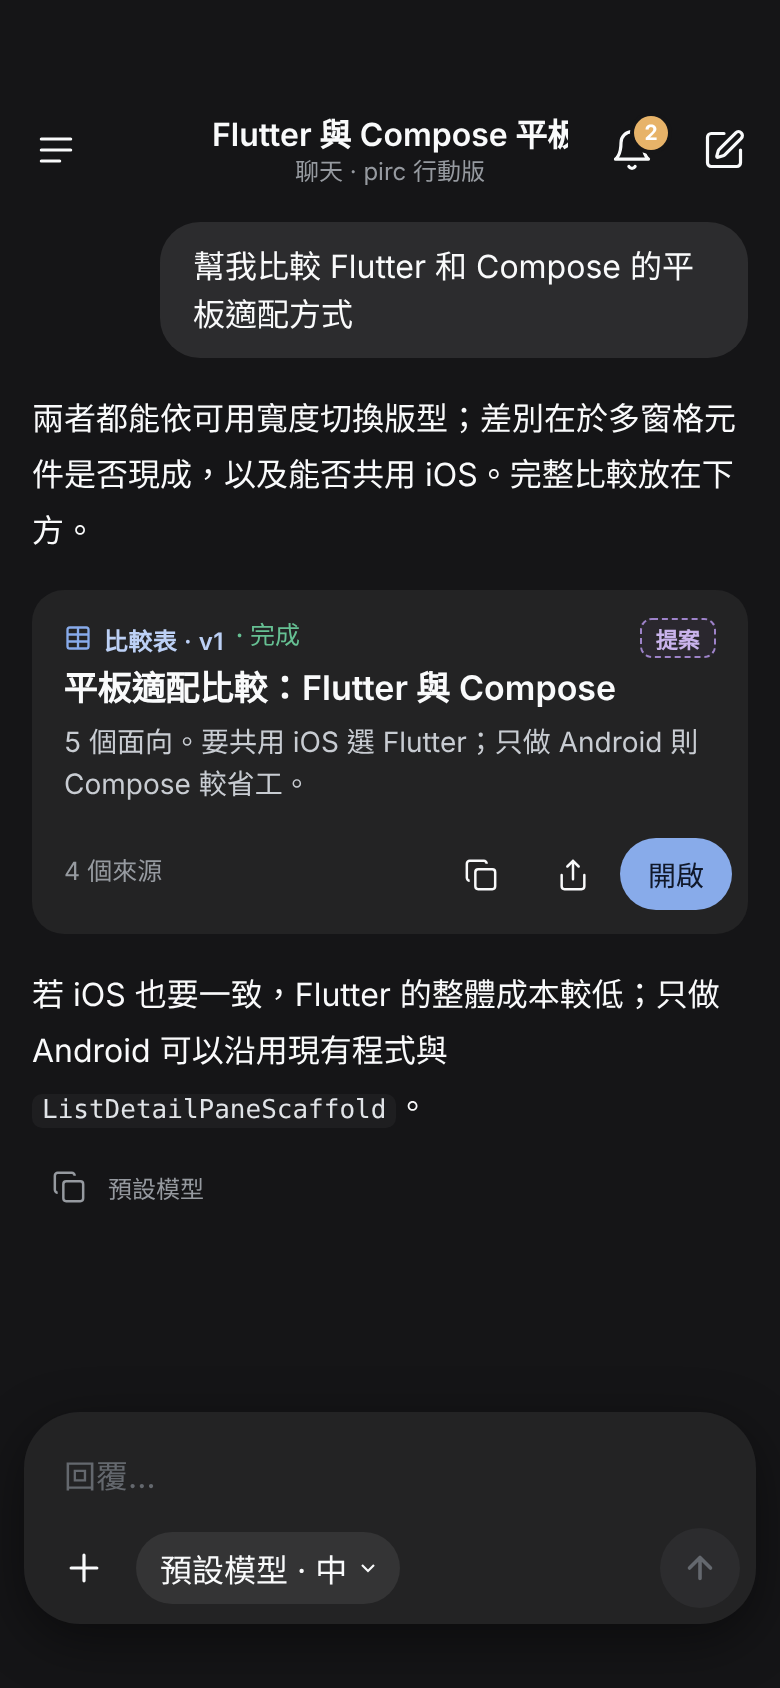 Flutter 與 Compose 平板
2
聊天 · pirc 行動版
幫我比較 Flutter 和 Compose 的平
板適配方式
兩者都能依可用寬度切換版型；差別在於多窗格元
件是否現成，以及能否共用 iOS。完整比較放在下
方。
比較表 · v1 · 完成
提案
平板適配比較：Flutter 與 Compose
5 個面向。要共用 iOS 選 Flutter；只做 Android 則
Compose 較省工。
4 個來源
開啟
若 iOS 也要一致，Flutter 的整體成本較低；只做
Android 可以沿用現有程式與
ListDetailPaneScaffold 。
預設模型
回覆...
預設模型 · 中